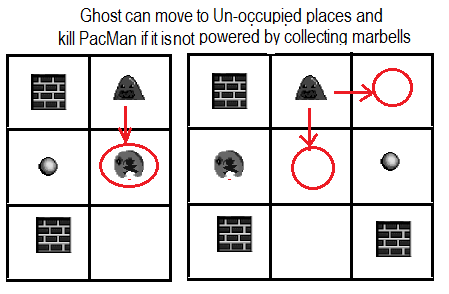 Ghost can move to Un-occupied places and
kill PacMan if it is not powered by collecting marbells